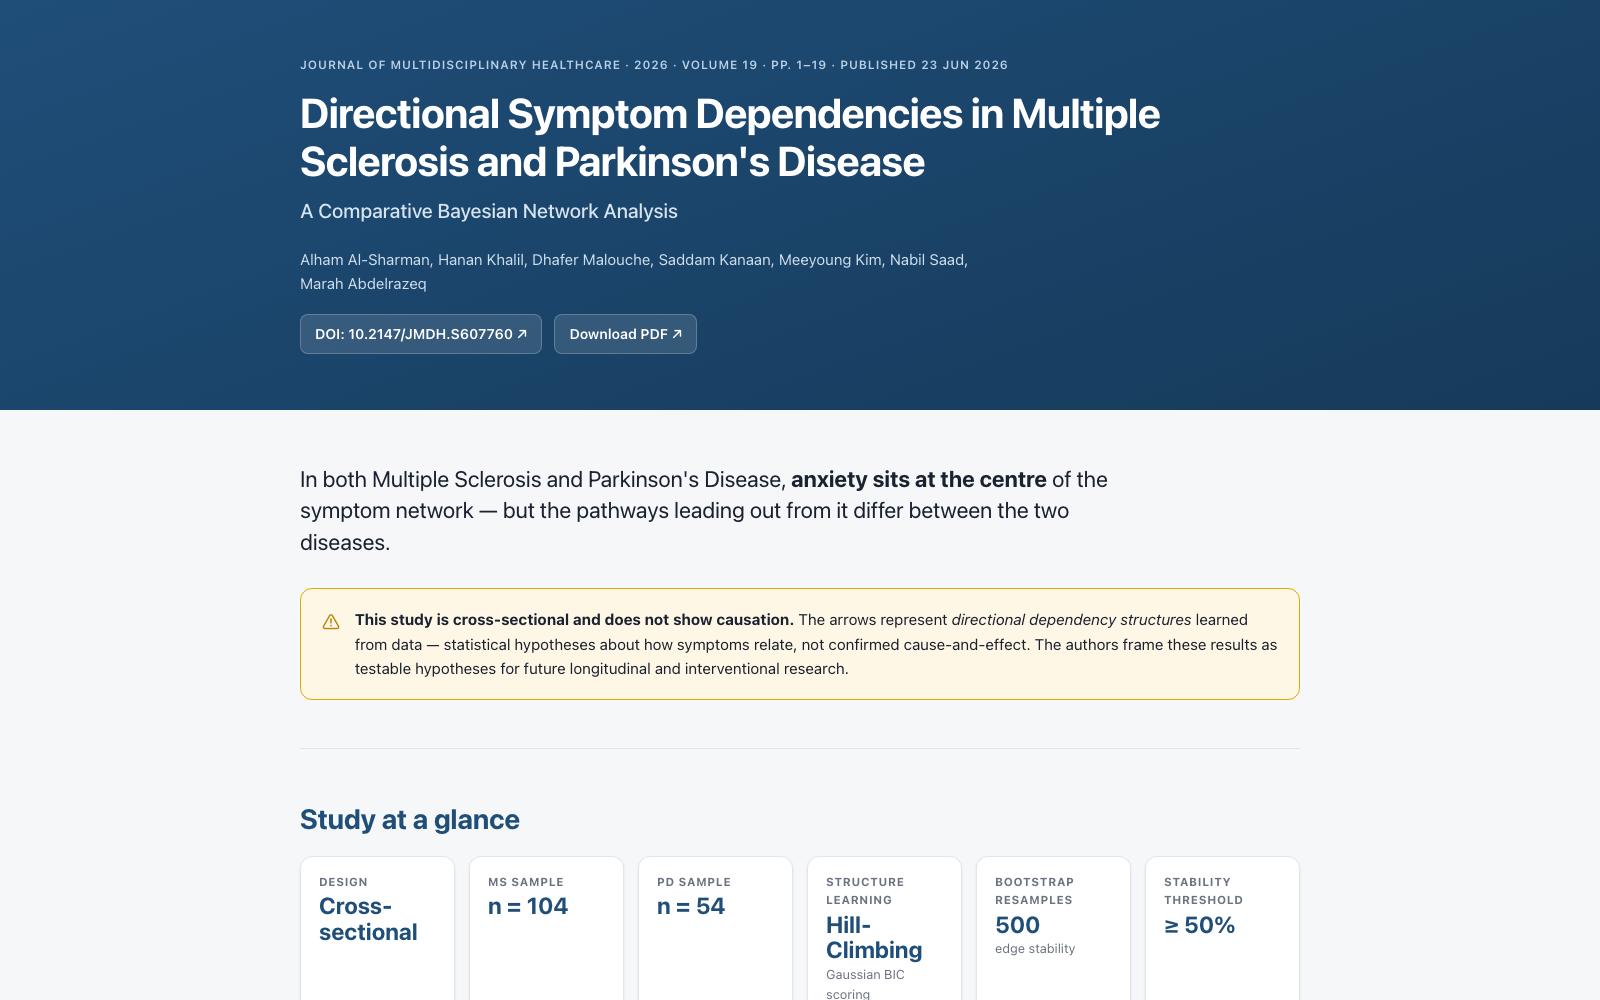 JOURNAL OF MULTIDISCIPLINARY HEALTHCARE · 2026 · VOLUME 19 · PP. 1–19 · PUBLISHED 23 JUN 2026
Directional Symptom Dependencies in Multiple
Sclerosis and Parkinson's Disease
A Comparative Bayesian Network Analysis
Alham Al-Sharman, Hanan Khalil, Dhafer Malouche, Saddam Kanaan, Meeyoung Kim, Nabil Saad,
Marah Abdelrazeq
DOI: 10.2147/JMDH.S607760 ↗
Download PDF ↗
In both Multiple Sclerosis and Parkinson's Disease, anxiety sits at the centre of the
symptom network — but the pathways leading out from it differ between the two
diseases.
This study is cross-sectional and does not show causation. The arrows represent directional dependency structures learned
from data — statistical hypotheses about how symptoms relate, not confirmed cause-and-effect. The authors frame these results as
testable hypotheses for future longitudinal and interventional research.
Study at a glance
DESIGN
Cross-
sectional
MS SAMPLE
n = 104
PD SAMPLE
n = 54
STRUCTURE
LEARNING
Hill-
Climbing
Gaussian BIC
scoring
BOOTSTRAP
RESAMPLES
500
edge stability
STABILITY
THRESHOLD
≥ 50%